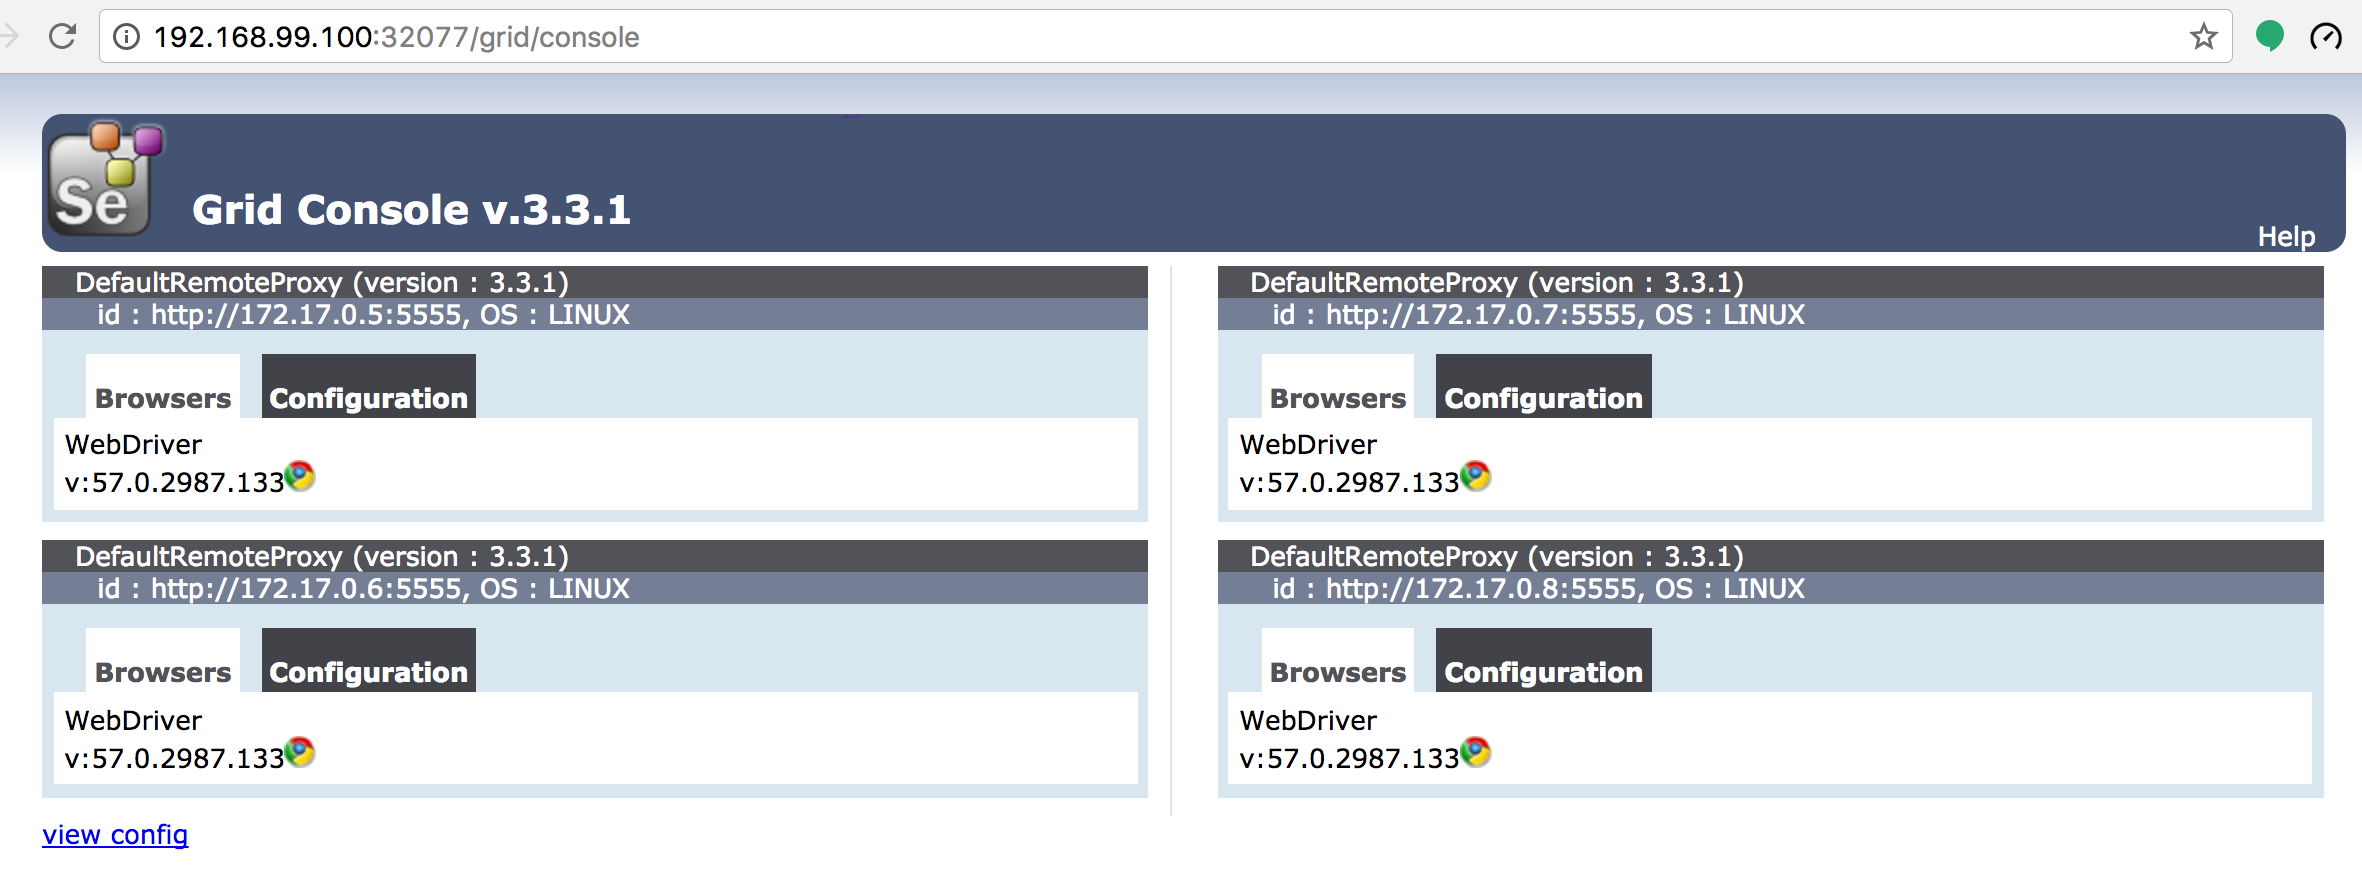 192.168.99.100:32077/grid/console
Se
Grid Console v.3.3.1
Help
DefaultRemoteProxy (version : 3.3.1)
id : http://172.17.0.5:5555, OS : LINUX
Browsers Configuration
WebDriver
v:57.0.2987.133
DefaultRemoteProxy (version : 3.3.1)
id : http://172.17.0.6:5555, OS : LINUX
Browsers Configuration
WebDriver
v:57.0.2987.133
view config
DefaultRemoteProxy (version : 3.3.1)
id : http://172.17.0.7:5555, OS : LINUX
Browsers Configuration
WebDriver
v:57.0.2987.133
DefaultRemoteProxy (version : 3.3.1)
id : http://172.17.0.8:5555, OS : LINUX
Browsers Configuration
WebDriver
v:57.0.2987.133